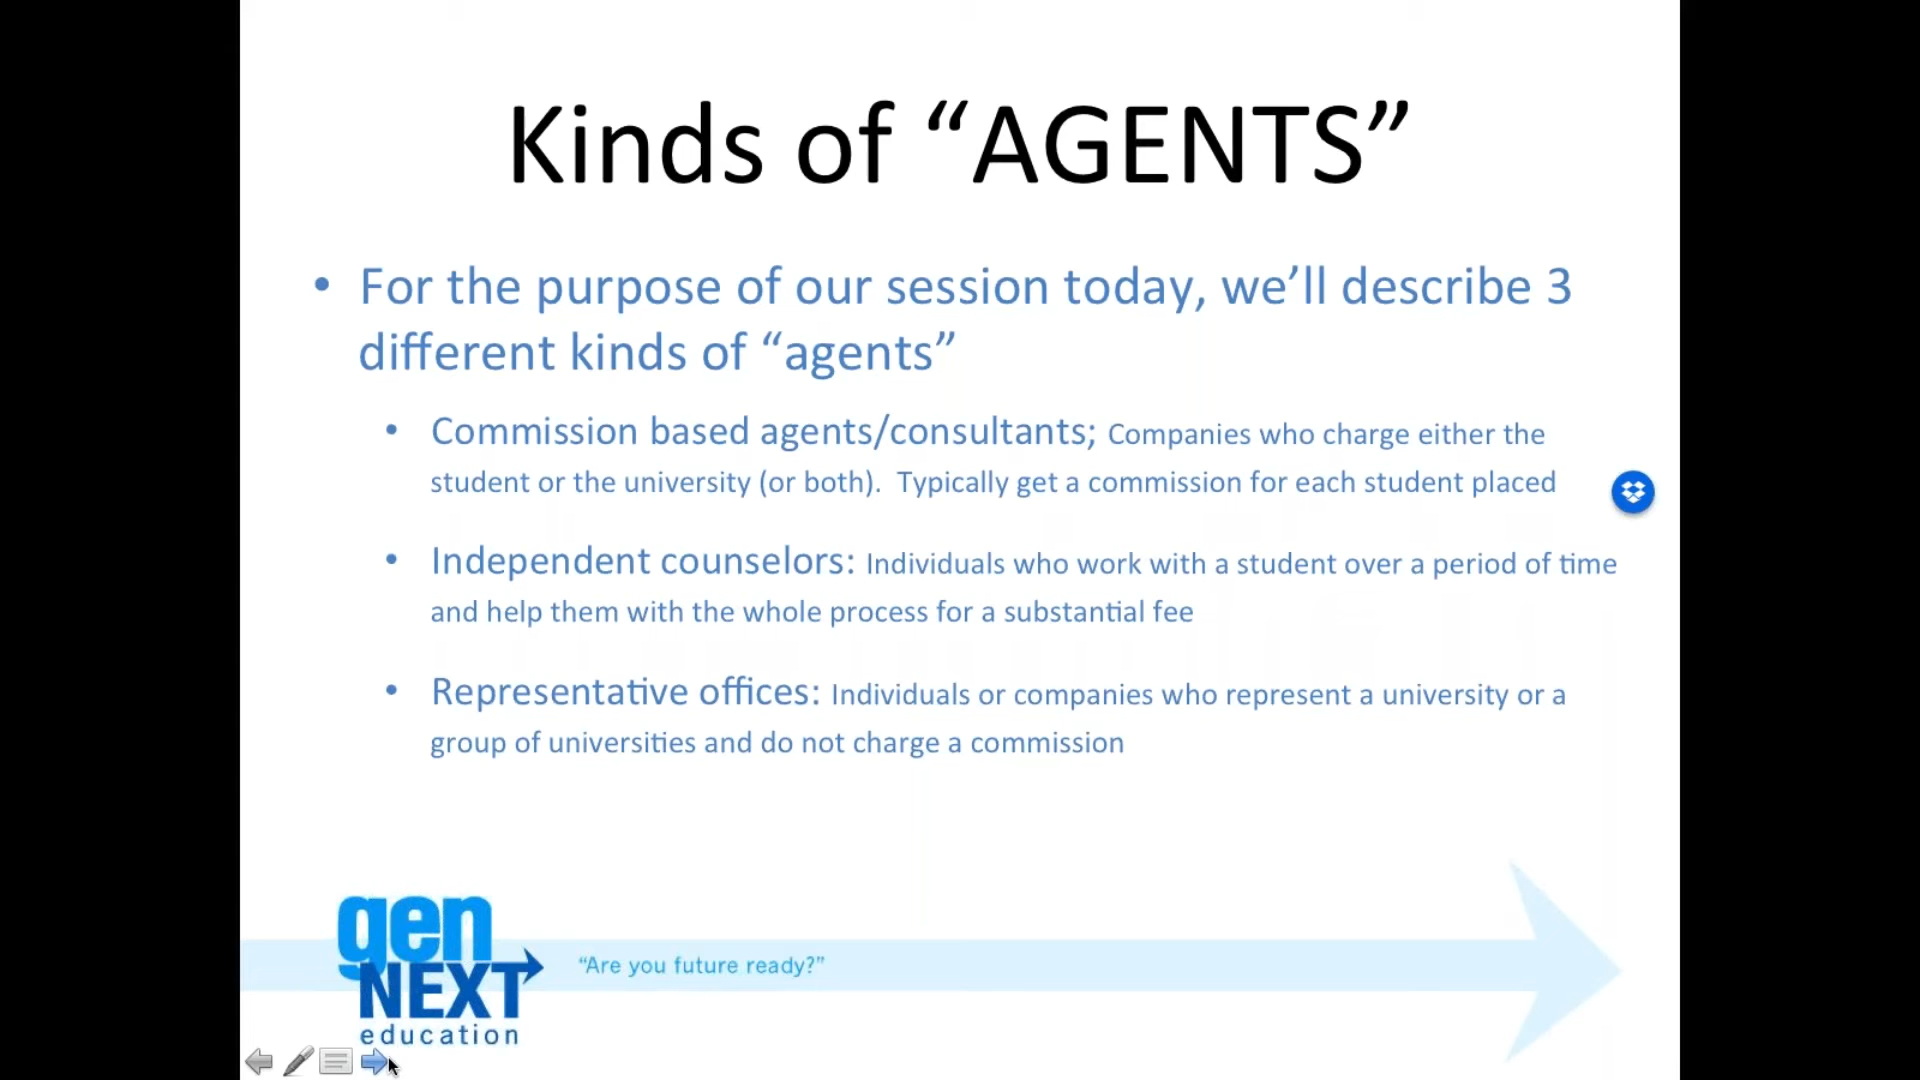 Kinds of “AGENTS”
• For the purpose of our session today, we’ll describe 3
different kinds of “agents”
• Commission based agents/consultants; Companies who charge either the
student or the university (or both).  Typically get a commission for each student placed
• Independent counselors: Individuals who work with a student over a period of time
and help them with the whole process for a substantial fee
• Representative offices: Individuals or companies who represent a university or a
group of universities and do not charge a commission
gen
NEXT
education
“Are you future ready?”